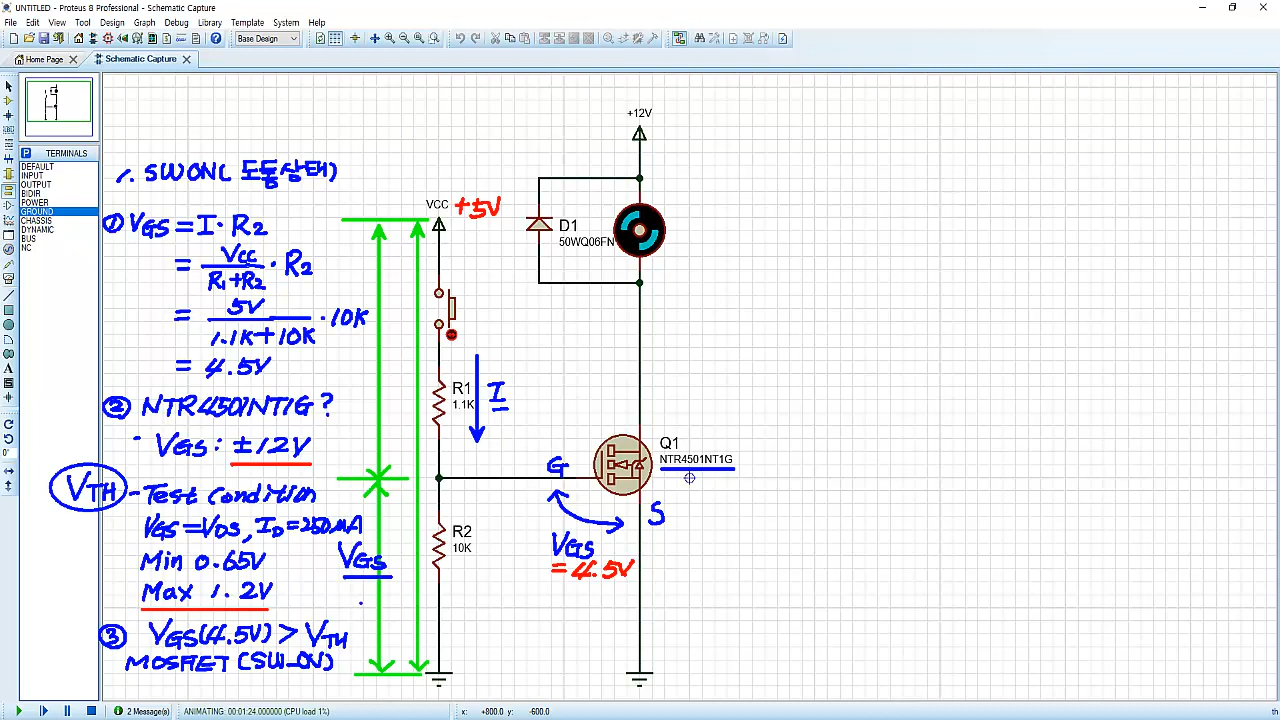 UNTITLED - Proteus 8 Professional - Schematic Capture
File Edit View Tool Design Graph Debug Library Template System Help
Base Design
Home Page
Schematic Capture
TERMINALS
DEFAULT
INPUT
OUTPUT
BIDIR
POWER
GROUND
CHASSIS
DYNAMIC
BUS
NC
0°
1. SW ON( 도통상태)
① VGS = I · R2
= VCC / R1+R2 · R2
= 5V / 1.1K+10K · 10K
= 4.5V
② NTR4501NT1G ?
VGS : ±12V
VTH - Test condition
VGS = VDS, ID = 250µA
Min 0.65V
Max 1.2V
③ VGS(4.5V) > VTH
MOSFET (SW_ON)
VGS
VCC +5V
R1
1.1K
I
R2
10K
+12V
D1
50WQ06FN
G
Q1
NTR4501NT1G
S
VGS
= 4.5V
2 Message(s)
ANIMATING: 00:01:24.000000 (CPU load 1%)
x: +800.0 y: -600.0
th